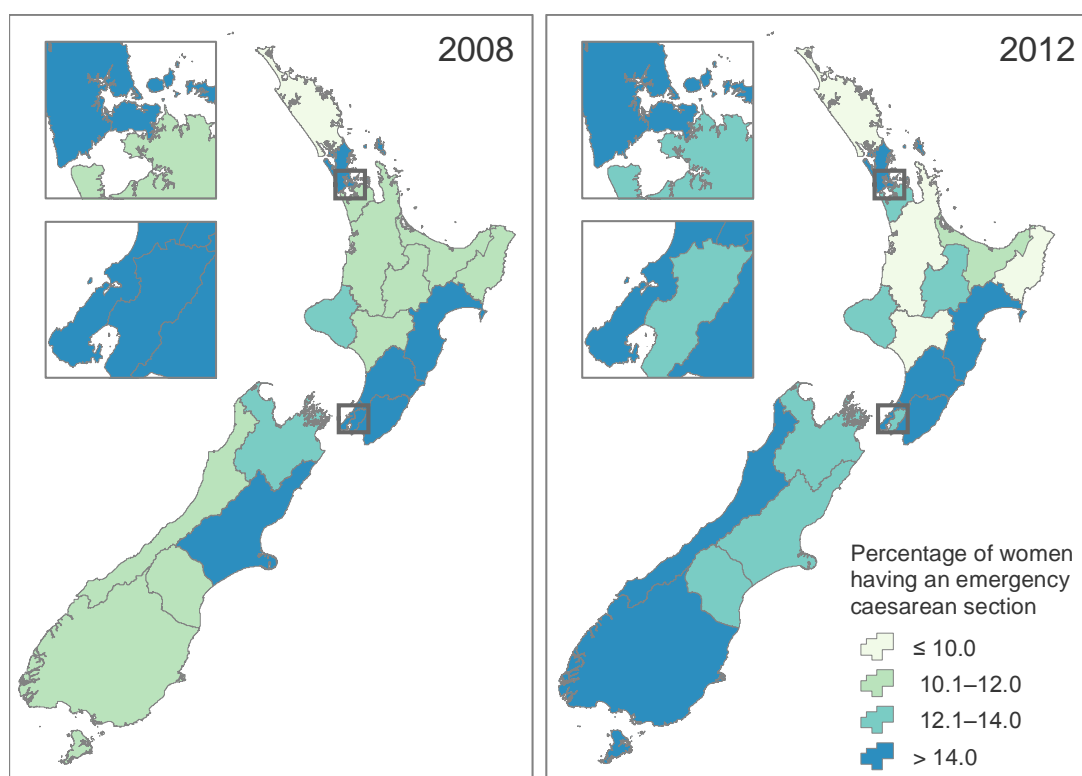 2008
2012
Percentage of women
having an emergency
caesarean section
≤ 10.0
10.1–12.0
12.1–14.0
> 14.0